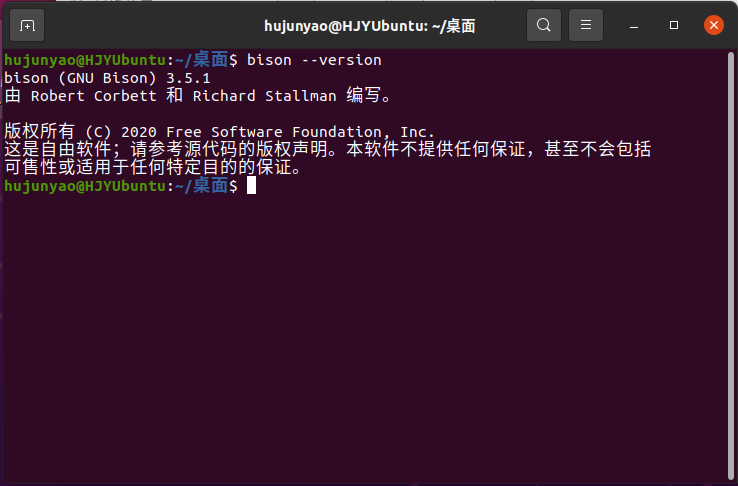 hujunyao@HJYUbuntu: ~/桌面
hujunyao@HJYUbuntu:~/桌面$ bison --version
bison (GNU Bison) 3.5.1
由 Robert Corbett 和 Richard Stallman 编写。
版权所有 (C) 2020 Free Software Foundation, Inc.
这是自由软件；请参考源代码的版权声明。本软件不提供任何保证，甚至不会包括
可售性或适用于任何特定目的的保证。
hujunyao@HJYUbuntu:~/桌面$